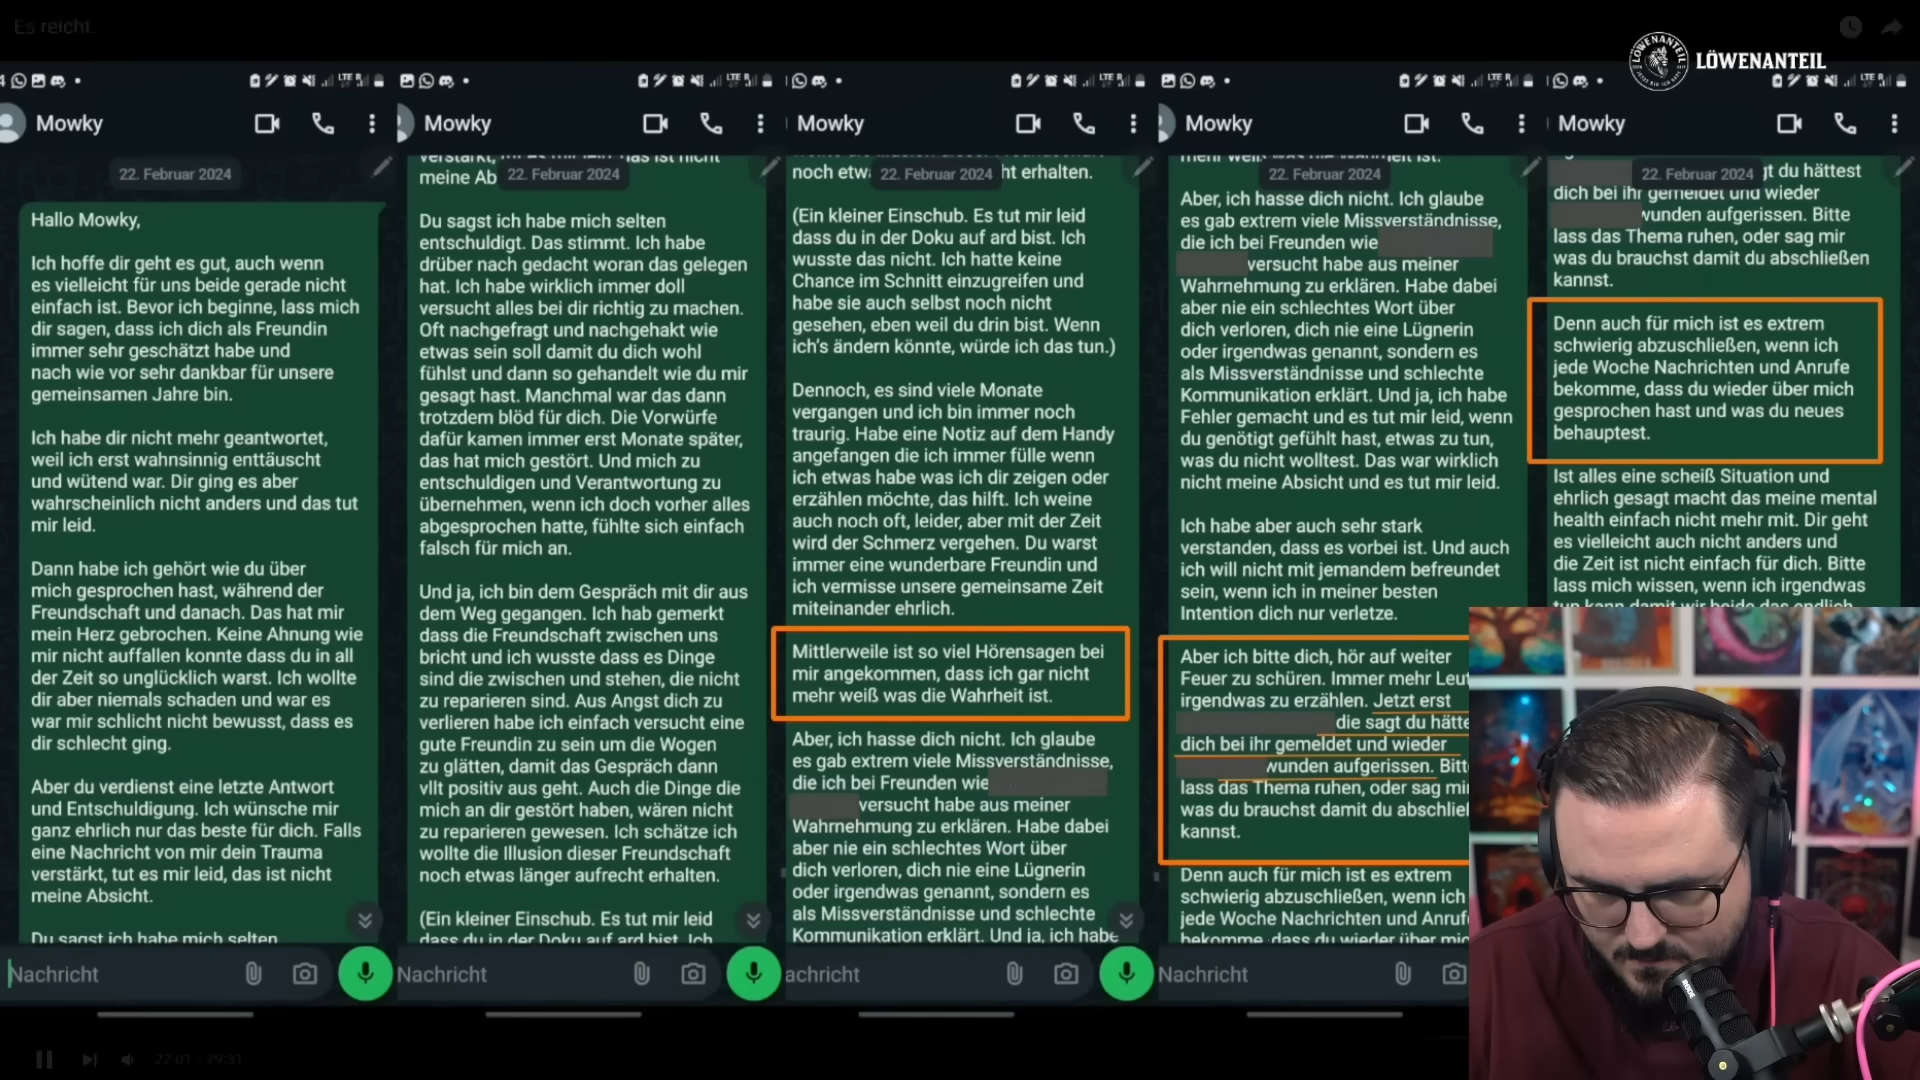 Es reicht.
LÖWENANTEIL
LÖWENANTEIL
Mowky
22. Februar 2024
Hallo Mowky,
Ich hoffe dir geht es gut, auch wenn
es vielleicht für uns beide gerade nicht
einfach ist. Bevor ich beginne, lass mich
dir sagen, dass ich dich als Freundin
immer sehr geschätzt habe und
nach wie vor sehr dankbar für unsere
gemeinsamen Jahre bin.
Ich habe dir nicht mehr geantwortet,
weil ich erst wahnsinnig enttäuscht
und wütend war. Dir ging es aber
wahrscheinlich nicht anders und das tut
mir leid.
Dann habe ich gehört wie du über
mich gesprochen hast, während der
Freundschaft und danach. Das hat mir
mein Herz gebrochen. Keine Ahnung wie
mir nicht auffallen konnte dass du in all
der Zeit so unglücklich warst. Ich wollte
dir aber niemals schaden und war es
war mir schlicht nicht bewusst, dass es
dir schlecht ging.
Aber du verdienst eine letzte Antwort
und Entschuldigung. Ich wünsche mir
ganz ehrlich nur das beste für dich. Falls
eine Nachricht von mir dein Trauma
verstärkt, tut es mir leid, das ist nicht
meine Absicht.
Du sagst ich habe mich selten
Nachricht
LTE
Mowky
22. Februar 2024
meine Ab
Du sagst ich habe mich selten
entschuldigt. Das stimmt. Ich habe
drüber nach gedacht woran das gelegen
hat. Ich habe wirklich immer doll
versucht alles bei dir richtig zu machen.
Oft nachgefragt und nachgehakt wie
etwas sein soll damit du dich wohl
fühlst und dann so gehandelt wie du mir
gesagt hast. Manchmal war das dann
trotzdem blöd für dich. Die Vorwürfe
dafür kamen immer erst Monate später,
das hat mich gestört. Und mich zu
entschuldigen und Verantwortung zu
übernehmen, wenn ich doch vorher alles
abgesprochen hatte, fühlte sich einfach
falsch für mich an.
Und ja, ich bin dem Gespräch mit dir aus
dem Weg gegangen. Ich hab gemerkt
dass die Freundschaft zwischen uns
bricht und ich wusste dass es Dinge
sind die zwischen und stehen, die nicht
zu reparieren sind. Aus Angst dich zu
verlieren habe ich einfach versucht eine
gute Freundin zu sein um die Wogen
zu glätten, damit das Gespräch dann
vllt positiv aus geht. Auch die Dinge die
mich an dir gestört haben, wären nicht
zu reparieren gewesen. Ich schätze ich
wollte die Illusion dieser Freundschaft
noch etwas länger aufrecht erhalten.
(Ein kleiner Einschub. Es tut mir leid
dass du in der Doku auf ard bist. Ich
Nachricht
LTE
Mowky
22. Februar 2024
noch etw ht erhalten.
(Ein kleiner Einschub. Es tut mir leid
dass du in der Doku auf ard bist. Ich
wusste das nicht. Ich hatte keine
Chance im Schnitt einzugreifen und
habe sie auch selbst noch nicht
gesehen, eben weil du drin bist. Wenn
ich's ändern könnte, würde ich das tun.)
Dennoch, es sind viele Monate
vergangen und ich bin immer noch
traurig. Habe eine Notiz auf dem Handy
angefangen die ich immer fülle wenn
ich etwas habe was ich dir zeigen oder
erzählen möchte, das hilft. Ich weine
auch noch oft, leider, aber mit der Zeit
wird der Schmerz vergehen. Du warst
immer eine wunderbare Freundin und
ich vermisse unsere gemeinsame Zeit
miteinander ehrlich.
Mittlerweile ist so viel Hörensagen bei
mir angekommen, dass ich gar nicht
mehr weiß was die Wahrheit ist.
Aber, ich hasse dich nicht. Ich glaube
es gab extrem viele Missverständnisse,
die ich bei Freunden wie
versucht habe aus meiner
Wahrnehmung zu erklären. Habe dabei
aber nie ein schlechtes Wort über
dich verloren, dich nie eine Lügnerin
oder irgendwas genannt, sondern es
als Missverständnisse und schlechte
Kommunikation erklärt. Und ja, ich habe
achricht
LTE
Mowky
22. Februar 2024
mehr weiß was die Wahrheit ist.
Aber, ich hasse dich nicht. Ich glaube
es gab extrem viele Missverständnisse,
die ich bei Freunden wie
versucht habe aus meiner
Wahrnehmung zu erklären. Habe dabei
aber nie ein schlechtes Wort über
dich verloren, dich nie eine Lügnerin
oder irgendwas genannt, sondern es
als Missverständnisse und schlechte
Kommunikation erklärt. Und ja, ich habe
Fehler gemacht und es tut mir leid, wenn
du genötigt gefühlt hast, etwas zu tun,
was du nicht wolltest. Das war wirklich
nicht meine Absicht und es tut mir leid.
Ich habe aber auch sehr stark
verstanden, dass es vorbei ist. Und auch
ich will nicht mit jemandem befreundet
sein, wenn ich in meiner besten
Intention dich nur verletze.
Aber ich bitte dich, hör auf weiter
Feuer zu schüren. Immer mehr Leut
irgendwas zu erzählen. Jetzt erst
die sagt du hätte
dich bei ihr gemeldet und wieder
wunden aufgerissen. Bitt
lass das Thema ruhen, oder sag mir
was du brauchst damit du abschließ
kannst.
Denn auch für mich ist es extrem
schwierig abzuschließen, wenn ich
jede Woche Nachrichten und Anrufe
bekomme, dass du wieder über mic
Nachricht
LTE
Mowky
22. Februar 2024
gt du hättest
dich bei ihr gemeldet und wieder
wunden aufgerissen. Bitte
lass das Thema ruhen, oder sag mir
was du brauchst damit du abschließen
kannst.
Denn auch für mich ist es extrem
schwierig abzuschließen, wenn ich
jede Woche Nachrichten und Anrufe
bekomme, dass du wieder über mich
gesprochen hast und was du neues
behauptest.
Ist alles eine scheiß Situation und
ehrlich gesagt macht das meine mental
health einfach nicht mehr mit. Dir geht
es vielleicht auch nicht anders und
die Zeit ist nicht einfach für dich. Bitte
lass mich wissen, wenn ich irgendwas
tun kann damit wir beide das endlich
LTE
RODE
22:01 / 29:31